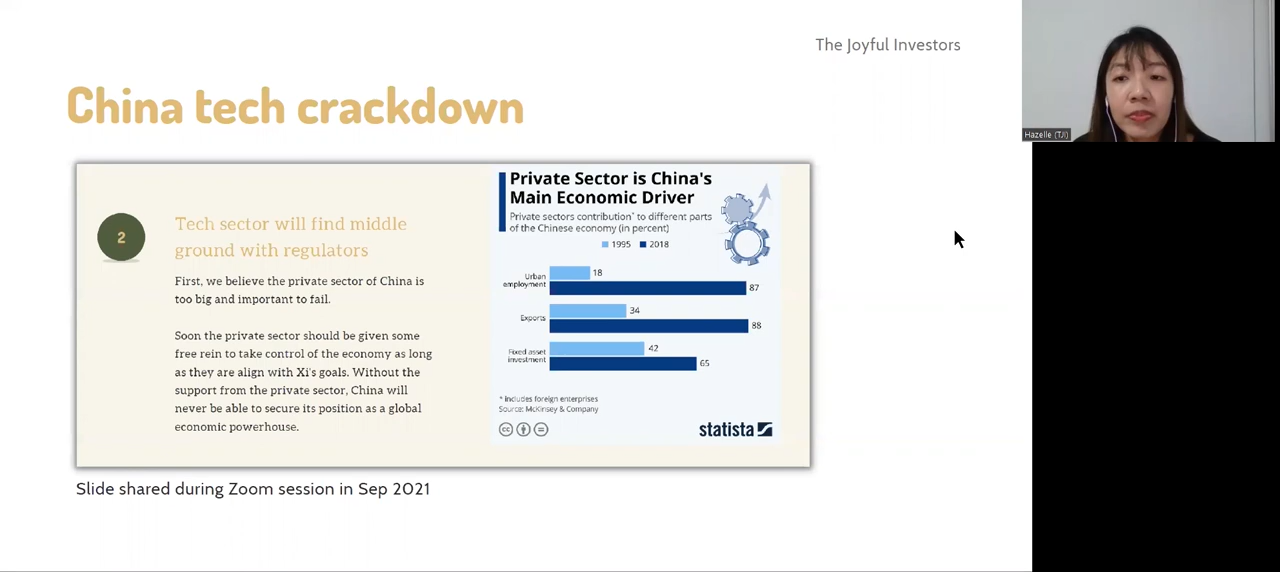 The Joyful Investors
China tech crackdown
2
Tech sector will find middle
ground with regulators
First, we believe the private sector of China is
too big and important to fail.
Soon the private sector should be given some
free rein to take control of the economy as long
as they are align with Xi's goals. Without the
support from the private sector, China will
never be able to secure its position as a global
economic powerhouse.
Private Sector is China's
Main Economic Driver
Private sectors contribution* to different parts
of the Chinese economy (in percent)
1995 2018
Urban
employment
18
87
Exports
34
88
Fixed asset
investment
42
65
* Includes foreign enterprises
Source: McKinsey & Company
cc
statista
Slide shared during Zoom session in Sep 2021
Hazelle (TJI)